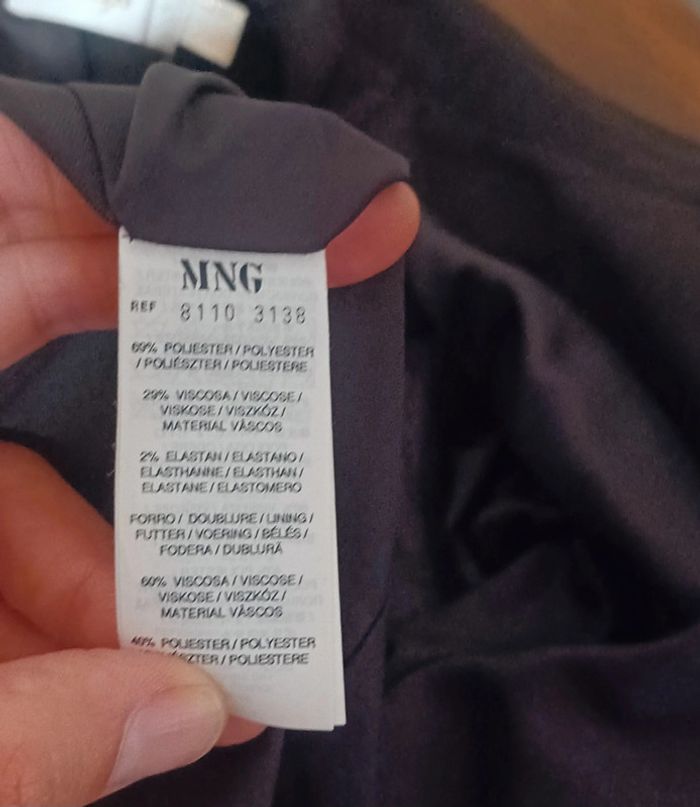 MNG
REF 8110 3138
69% POLIESTER / POLYESTER
/ POLIÉSZTER / POLIESTERE
29% VISCOSA / VISCOSE /
VISKOSE / VISZKÓZ /
MATERIAL VÂSCOS
2% ELASTAN / ELASTANO /
ELASTHANNE / ELASTHAN /
ELASTANE / ELASTOMERO
FORRO / DOUBLURE / LINING /
FUTTER / VOERING / BÉLÉS /
FODERA / DUBLURĂ
60% VISCOSA / VISCOSE /
VISKOSE / VISZKÓZ /
MATERIAL VÂSCOS
40% POLIESTER / POLYESTER
/ POLIESTERE